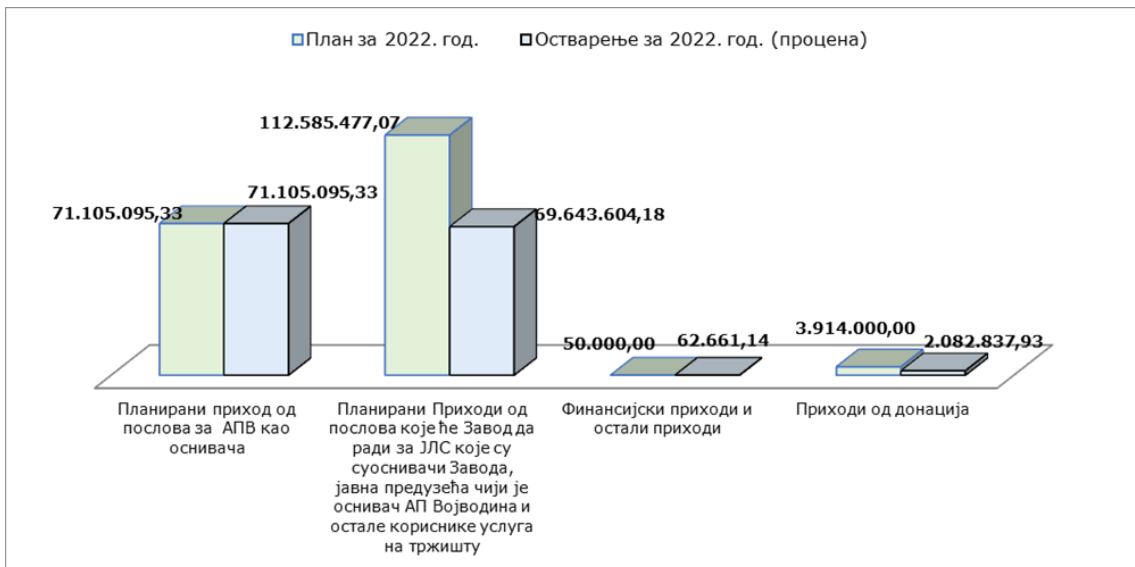 План за 2022. год.
Остварење за 2022. год. (процена)
112.585.477,07
71.105.095,33
71.105.095,33
69.643.604,18
50.000,00
62.661,14
3.914.000,00
2.082.837,93
Планирани приход од
послова за АПВ као
оснивача
Планирани Приходи од
послова које ће Завод да
ради за ЈЛС које су
суоснивачи Завода,
јавна предузећа чији је
оснивач АП Војводина и
остале кориснике услуга
на тржишту
Финансијски приходи и
остали приходи
Приходи од донација